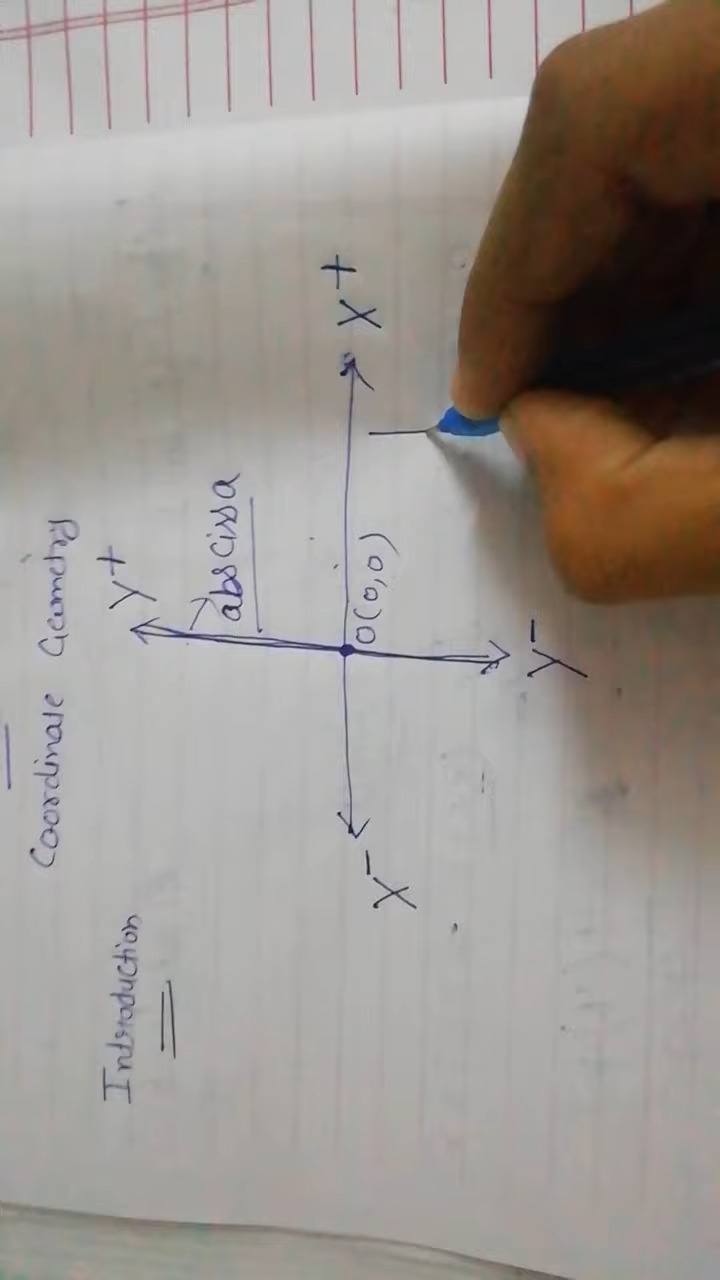 Coordinate Geometry
Introduction
Y+
abscissa
X-
X+
O(0,0)
Y-